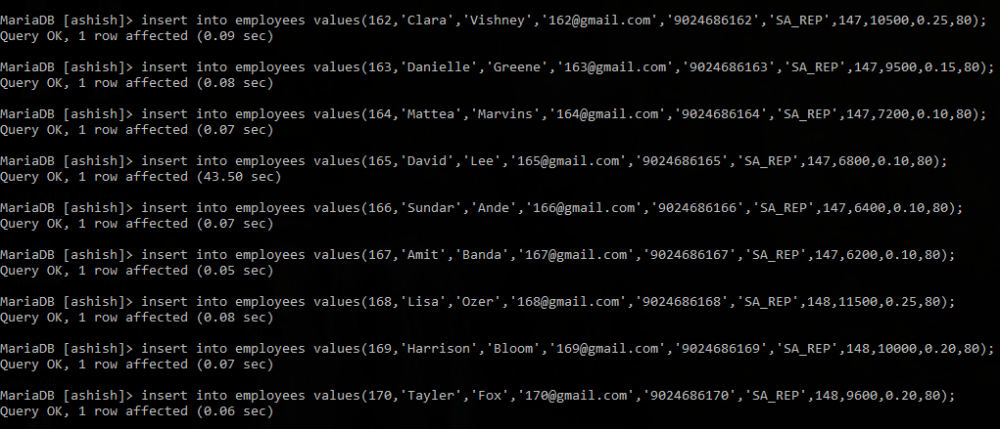 MariaDB [ashish]> insert into employees values(162,'Clara','Vishney','162@gmail.com','9024686162','SA_REP',147,10500,0.25,80);
Query OK, 1 row affected (0.09 sec)
MariaDB [ashish]> insert into employees values(163,'Danielle','Greene','163@gmail.com','9024686163','SA_REP',147,9500,0.15,80);
Query OK, 1 row affected (0.08 sec)
MariaDB [ashish]> insert into employees values(164,'Mattea','Marvins','164@gmail.com','9024686164','SA_REP',147,7200,0.10,80);
Query OK, 1 row affected (0.07 sec)
MariaDB [ashish]> insert into employees values(165,'David','Lee','165@gmail.com','9024686165','SA_REP',147,6800,0.10,80);
Query OK, 1 row affected (43.50 sec)
MariaDB [ashish]> insert into employees values(166,'Sundar','Ande','166@gmail.com','9024686166','SA_REP',147,6400,0.10,80);
Query OK, 1 row affected (0.07 sec)
MariaDB [ashish]> insert into employees values(167,'Amit','Banda','167@gmail.com','9024686167','SA_REP',147,6200,0.10,80);
Query OK, 1 row affected (0.05 sec)
MariaDB [ashish]> insert into employees values(168,'Lisa','Ozer','168@gmail.com','9024686168','SA_REP',148,11500,0.25,80);
Query OK, 1 row affected (0.08 sec)
MariaDB [ashish]> insert into employees values(169,'Harrison','Bloom','169@gmail.com','9024686169','SA_REP',148,10000,0.20,80);
Query OK, 1 row affected (0.07 sec)
MariaDB [ashish]> insert into employees values(170,'Tayler','Fox','170@gmail.com','9024686170','SA_REP',148,9600,0.20,80);
Query OK, 1 row affected (0.06 sec)